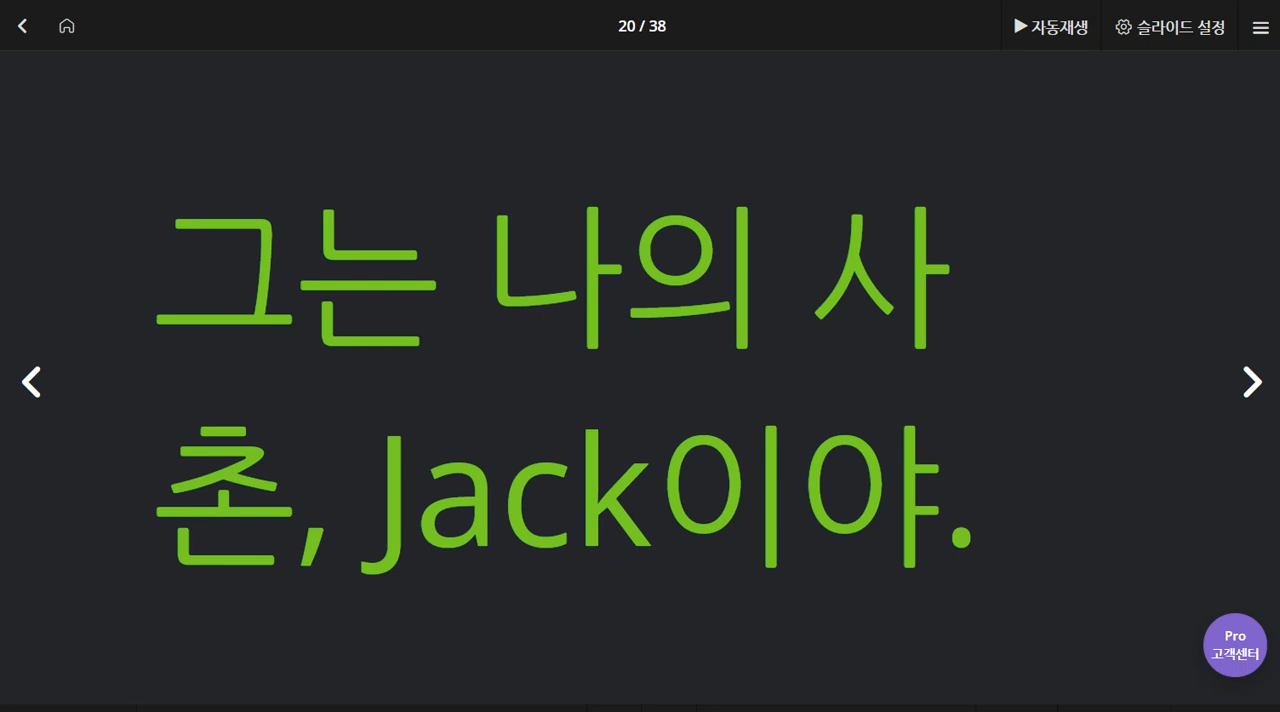 20 / 38
▶ 자동재생
슬라이드 설정
그는 나의 사
촌, Jack이야.
Pro
고객센터